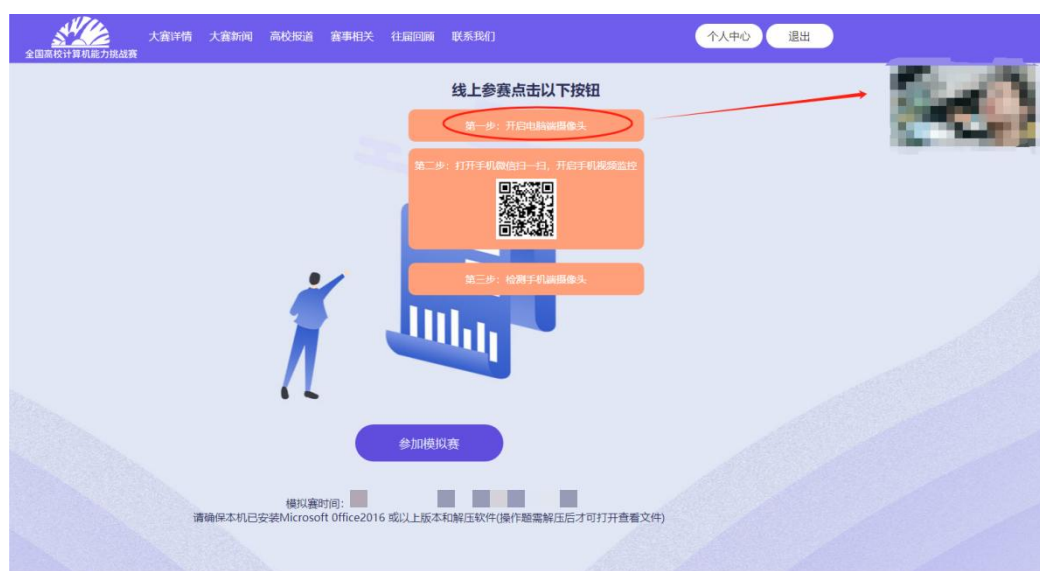 全国高校计算机能力挑战赛
大赛详情 大赛新闻 高校报道 赛事相关 往届回顾 联系我们 个人中心 退出
线上参赛点击以下按钮
第一步：开启电脑端摄像头
第二步：打开手机微信扫一扫，开启手机视频监控
第三步：检测手机端摄像头
参加模拟赛
模拟赛时间：
请确保本机已安装Microsoft Office2016 或以上版本和解压软件(操作题需解压后才可打开查看文件)